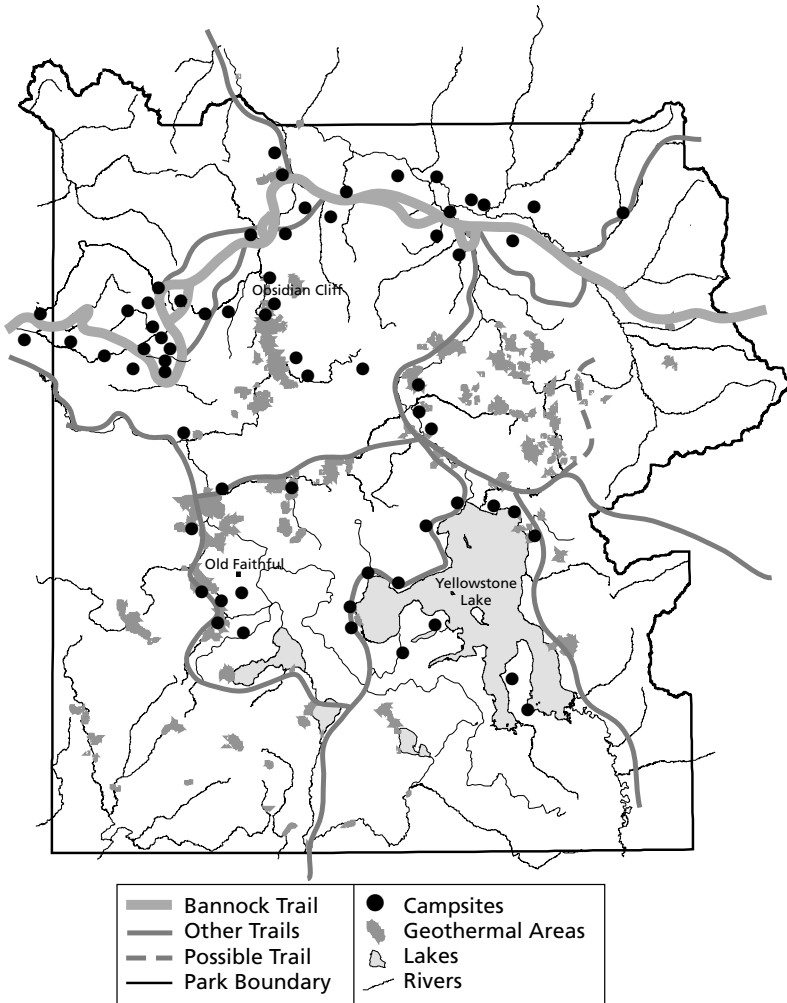 Obsidian Cliff
Old Faithful
Yellowstone
Lake
Bannock Trail
Other Trails
Possible Trail
Park Boundary
Campsites
Geothermal Areas
Lakes
Rivers